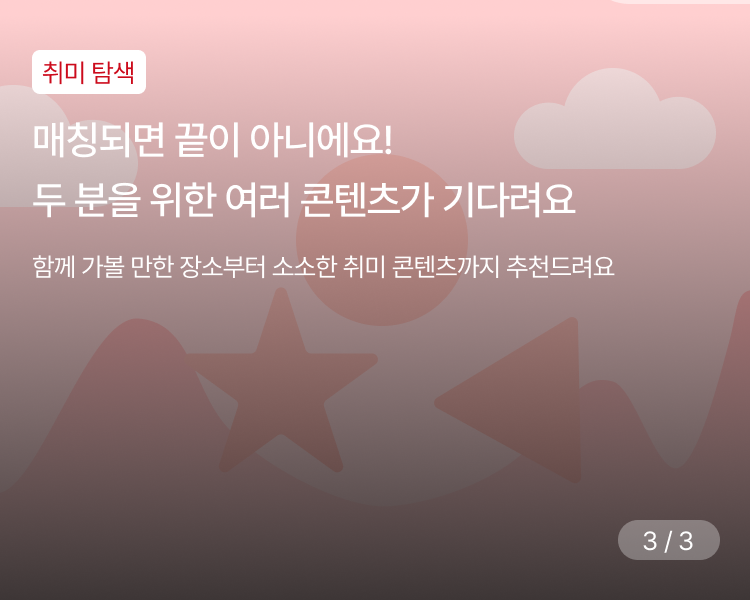 취미 탐색
매칭되면 끝이 아니에요!
두 분을 위한 여러 콘텐츠가 기다려요
함께 가볼 만한 장소부터 소소한 취미 콘텐츠까지 추천드려요
3 / 3